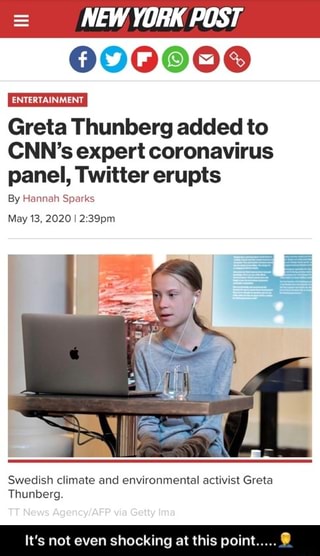 NEW YORK POST
ENTERTAINMENT
Greta Thunberg added to
CNN’s expert coronavirus
panel, Twitter erupts
By Hannah Sparks
May 13, 2020 | 2:39pm
Swedish climate and environmental activist Greta
Thunberg.
TT News Agency/AFP via Getty Ima
It's not even shocking at this point.....🤦‍♂️